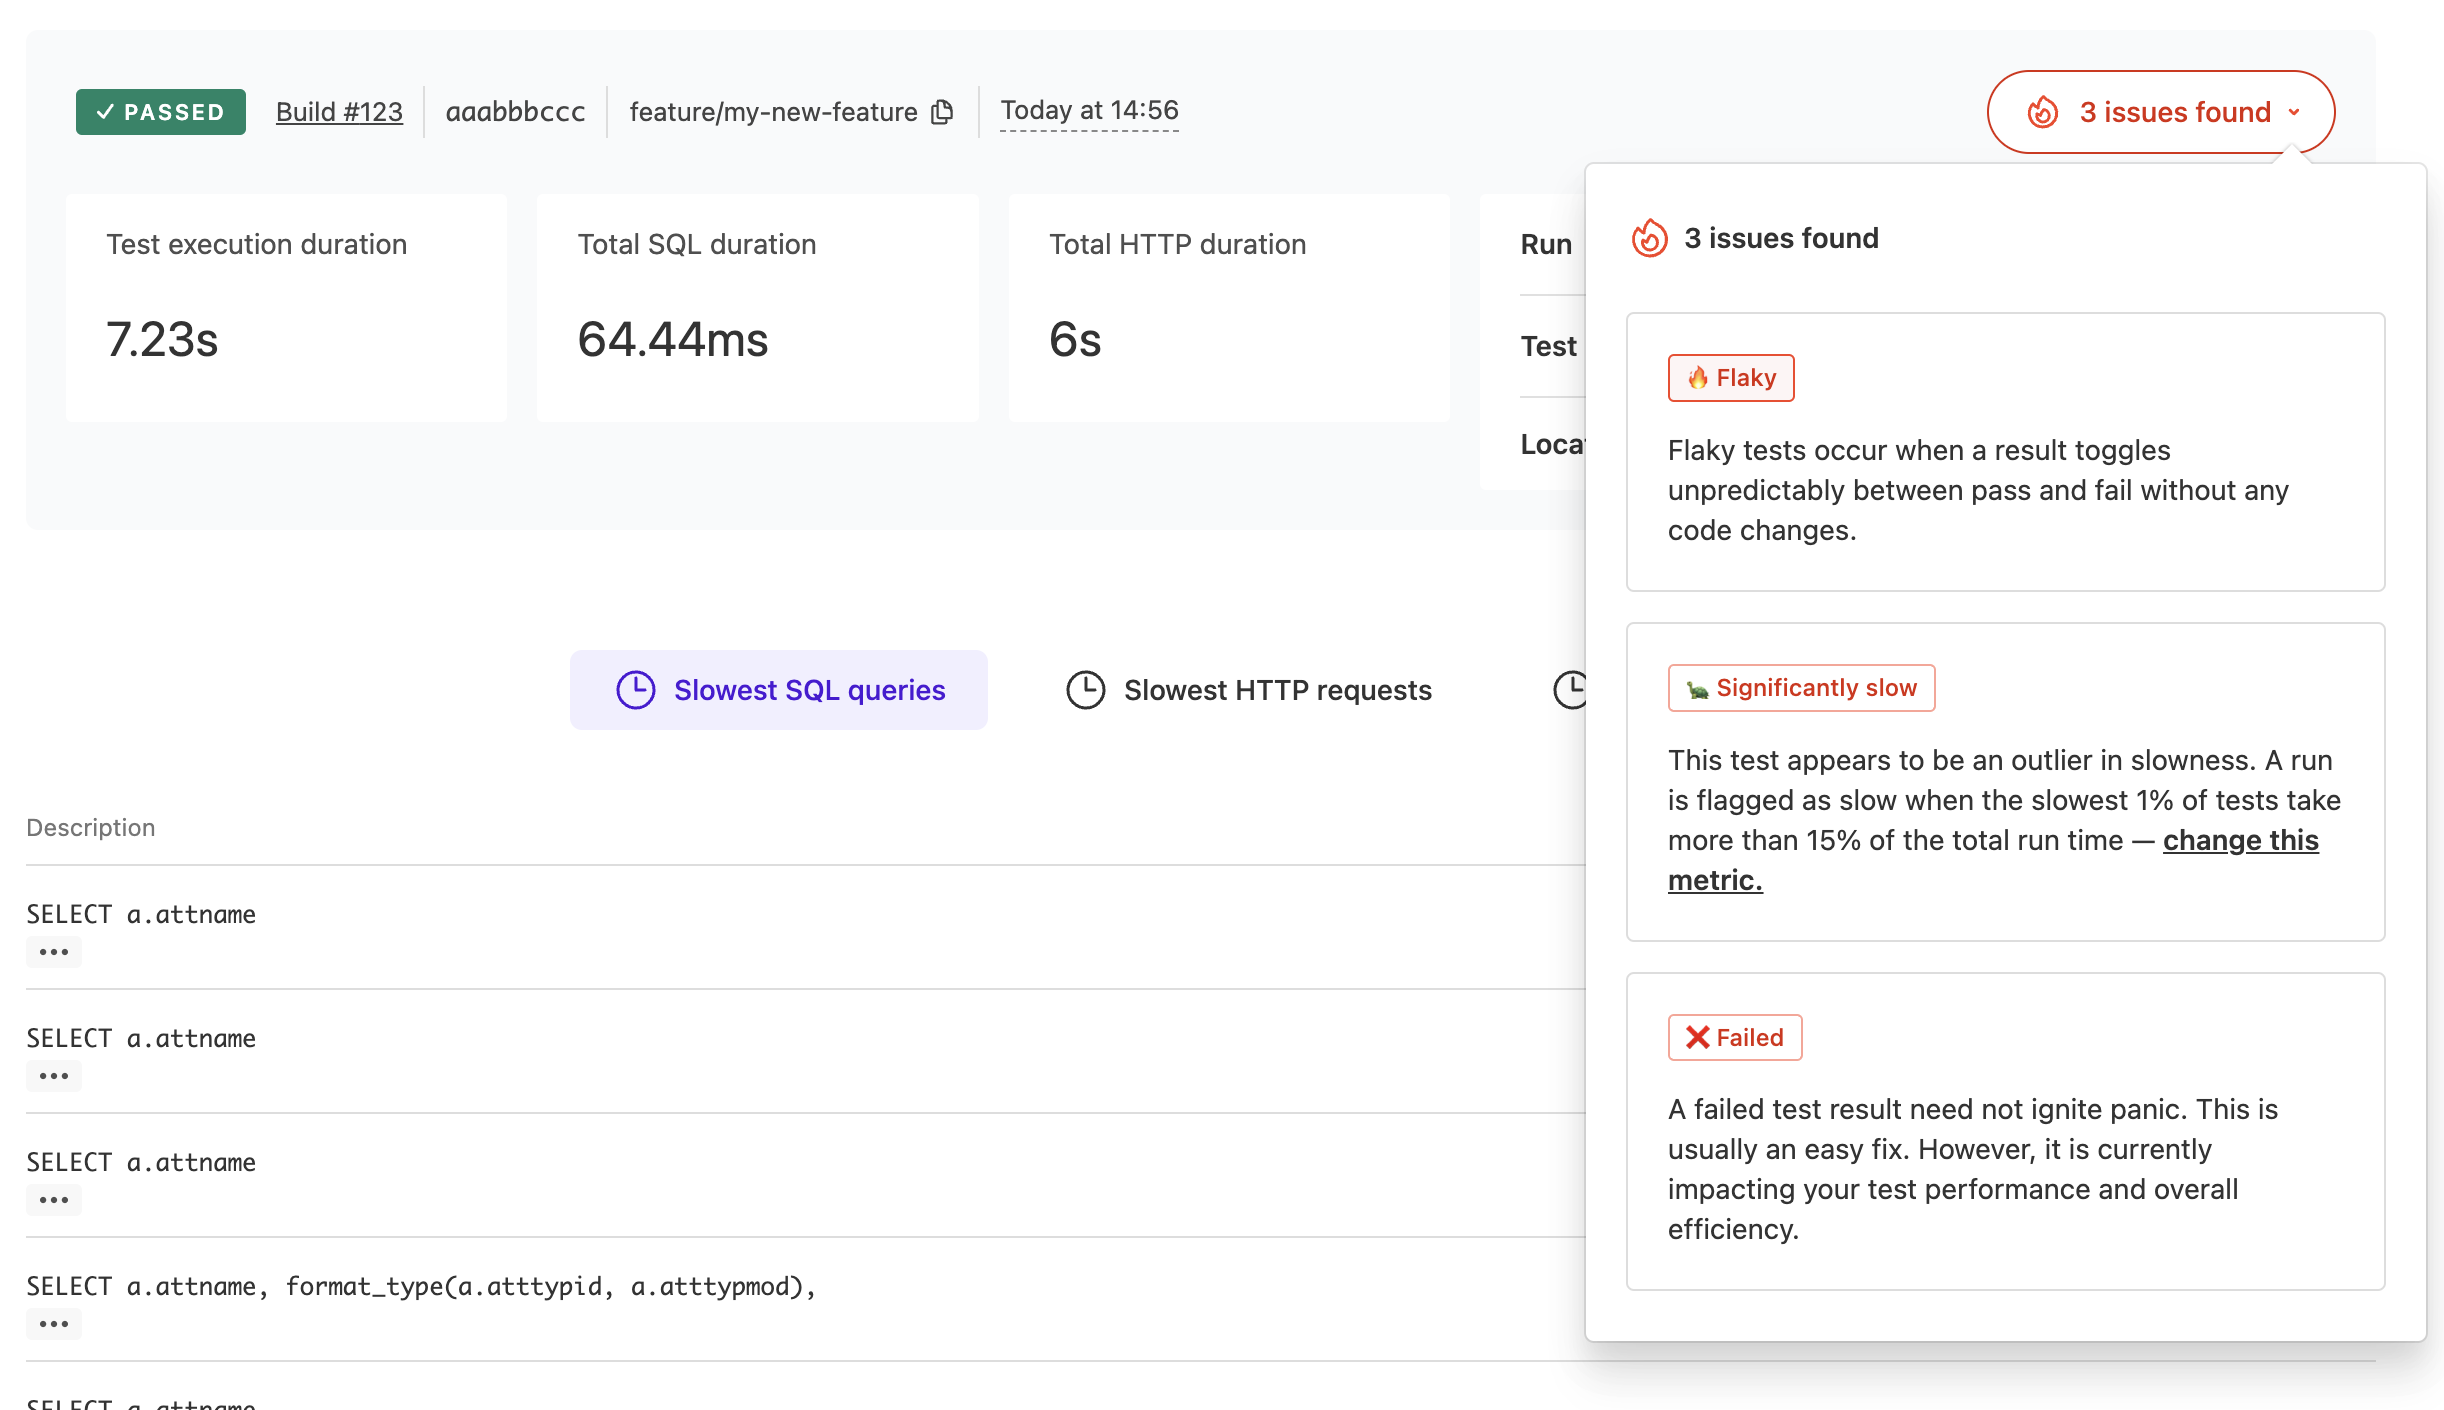 PASSED
Build #123
aaabbbccc
feature/my-new-feature
Today at 14:56
3 issues found
Test execution duration
7.23s
Total SQL duration
64.44ms
Total HTTP duration
6s
Run
Test
3 issues found
Flaky
Flaky tests occur when a result toggles
unpredictably between pass and fail without any
code changes.
Significantly slow
This test appears to be an outlier in slowness. A run
is flagged as slow when the slowest 1% of tests take
more than 15% of the total run time — change this
metric.
Failed
A failed test result need not ignite panic. This is
usually an easy fix. However, it is currently
impacting your test performance and overall
efficiency.
Slowest SQL queries
Slowest HTTP requests
Description
SELECT a.attname
SELECT a.attname
SELECT a.attname
SELECT a.attname, format_type(a.atttypid, a.atttypmod),
SELECT a.attname